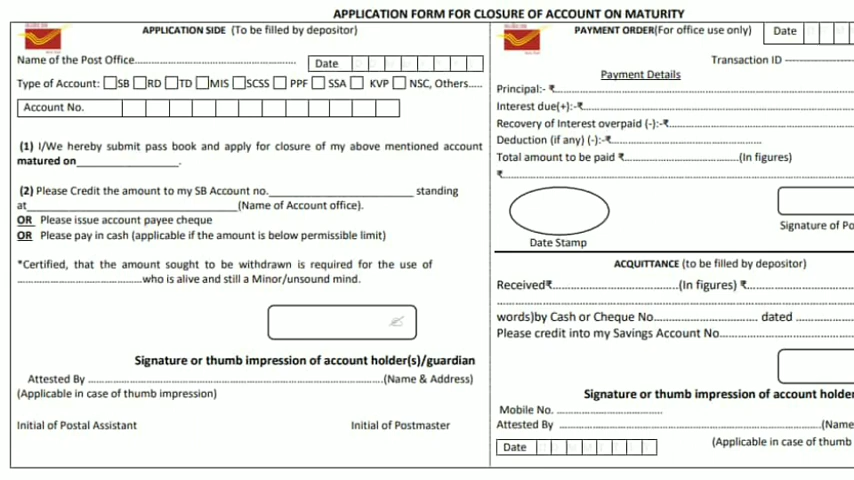 APPLICATION FORM FOR CLOSURE OF ACCOUNT ON MATURITY
APPLICATION SIDE (To be filled by depositor)
Name of the Post Office...............................................
Date
Type of Account: SB RD TD MIS SCSS PPF SSA KVP NSC, Others.....
Account No.
(1) I/We hereby submit pass book and apply for closure of my above mentioned account
matured on_________________.
(2) Please Credit the amount to my SB Account no.________________________ standing
at___________________________________(Name of Account office).
OR Please issue account payee cheque
OR Please pay in cash (applicable if the amount is below permissible limit)
*Certified, that the amount sought to be withdrawn is required for the use of
.........................................who is alive and still a Minor/unsound mind.
Signature or thumb impression of account holder(s)/guardian
Attested By ..............................................................................(Name & Address)
(Applicable in case of thumb impression)
Initial of Postal Assistant Initial of Postmaster
PAYMENT ORDER(For office use only)
Date
Transaction ID --------------------
Payment Details
Principal:- ₹..........................................................................
Interest due(+):-₹..................................................................
Recovery of Interest overpaid (-):-₹..........................................
Deduction (if any) (-):-₹..................................................
Total amount to be paid ₹......................................(In figures)
₹..........................................................................................
Date Stamp
Signature of Po
ACQUITTANCE (to be filled by depositor)
Received₹..........................................(In figures) ₹....................................
..........................................................................................
words)by Cash or Cheque No.................................. dated ...................
Please credit into my Savings Account No............................................
Signature or thumb impression of account holde
Mobile No. ...................................
Attested By ..............................................................................(Name
Date
(Applicable in case of thumb